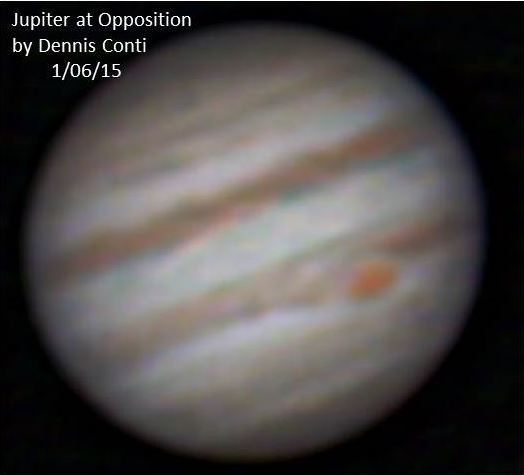 Jupiter at Opposition
by Dennis Conti
1/06/15